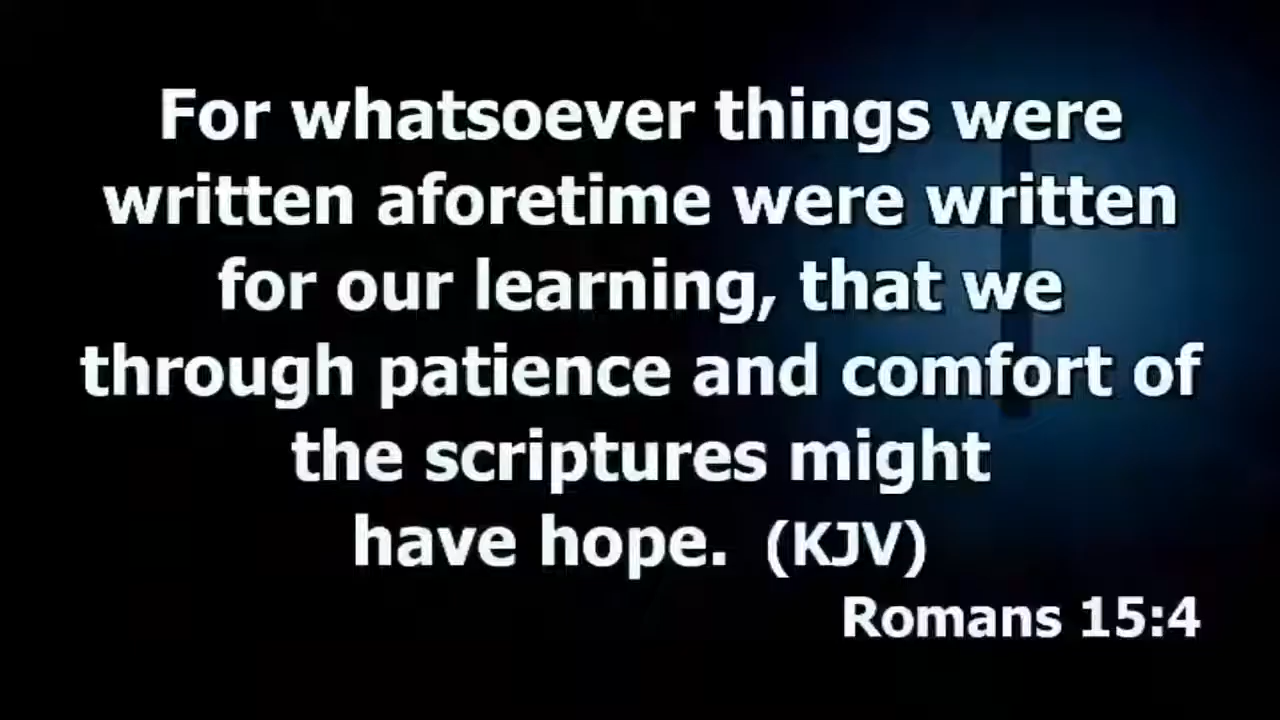 For whatsoever things were
written aforetime were written
for our learning, that we
through patience and comfort of
the scriptures might
have hope. (KJV)
Romans 15:4